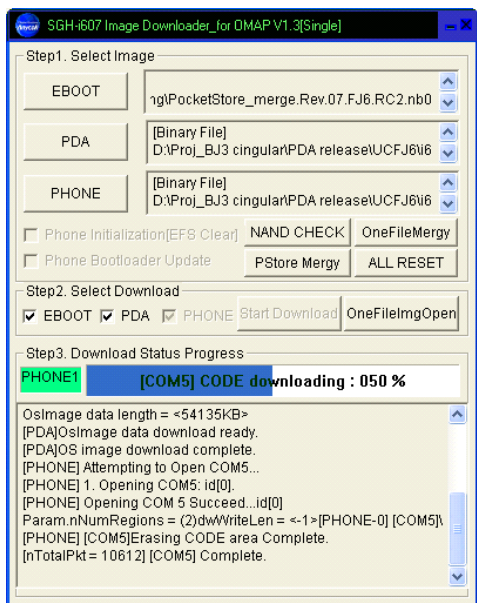 Anycall
SGH-i607 Image Downloader_for OMAP V1.3[Single]
Step1. Select Image
EBOOT
ng\PocketStore_merge.Rev.07.FJ6.RC2.nb0
PDA
[Binary File]
D:\Proj_BJ3 cingular\PDA release\UCFJ6\i6
PHONE
[Binary File]
D:\Proj_BJ3 cingular\PDA release\UCFJ6\i6
Phone Initialization[EFS Clear]
NAND CHECK
OneFileMergy
Phone Bootloader Update
PStore Mergy
ALL RESET
Step2. Select Download
EBOOT
PDA
PHONE
Start Download
OneFileImgOpen
Step3. Download Status Progress
PHONE1
[COM5] CODE downloading : 050 %
OsImage data length = <54135KB>
[PDA]OsImage data download ready.
[PDA]OS image download complete.
[PHONE] Attempting to Open COM5...
[PHONE] 1. Opening COM5: id[0].
[PHONE] Opening COM 5 Succeed...id[0]
Param.nNumRegions = (2)dwWriteLen = <-1>[PHONE-0] [COM5]\
[PHONE] [COM5]Erasing CODE area Complete.
[nTotalPkt = 10612] [COM5] Complete.